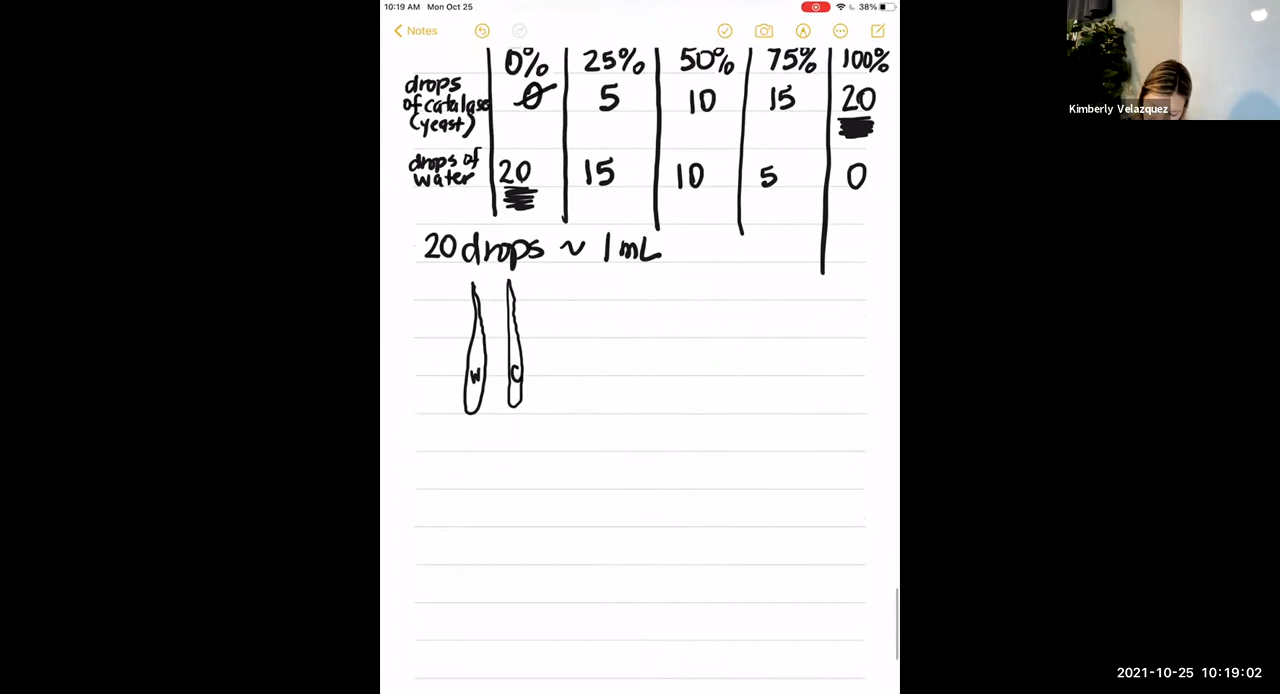 10:19 AM Mon Oct 25
38%
Notes
0% 25% 50% 75% 100%
drops
of catalase
(yeast)
0 5 10 15 20
drops of
water
20 15 10 5 0
20 drops ~ 1 mL
W C
Kimberly Velazquez
2021-10-25 10:19:02